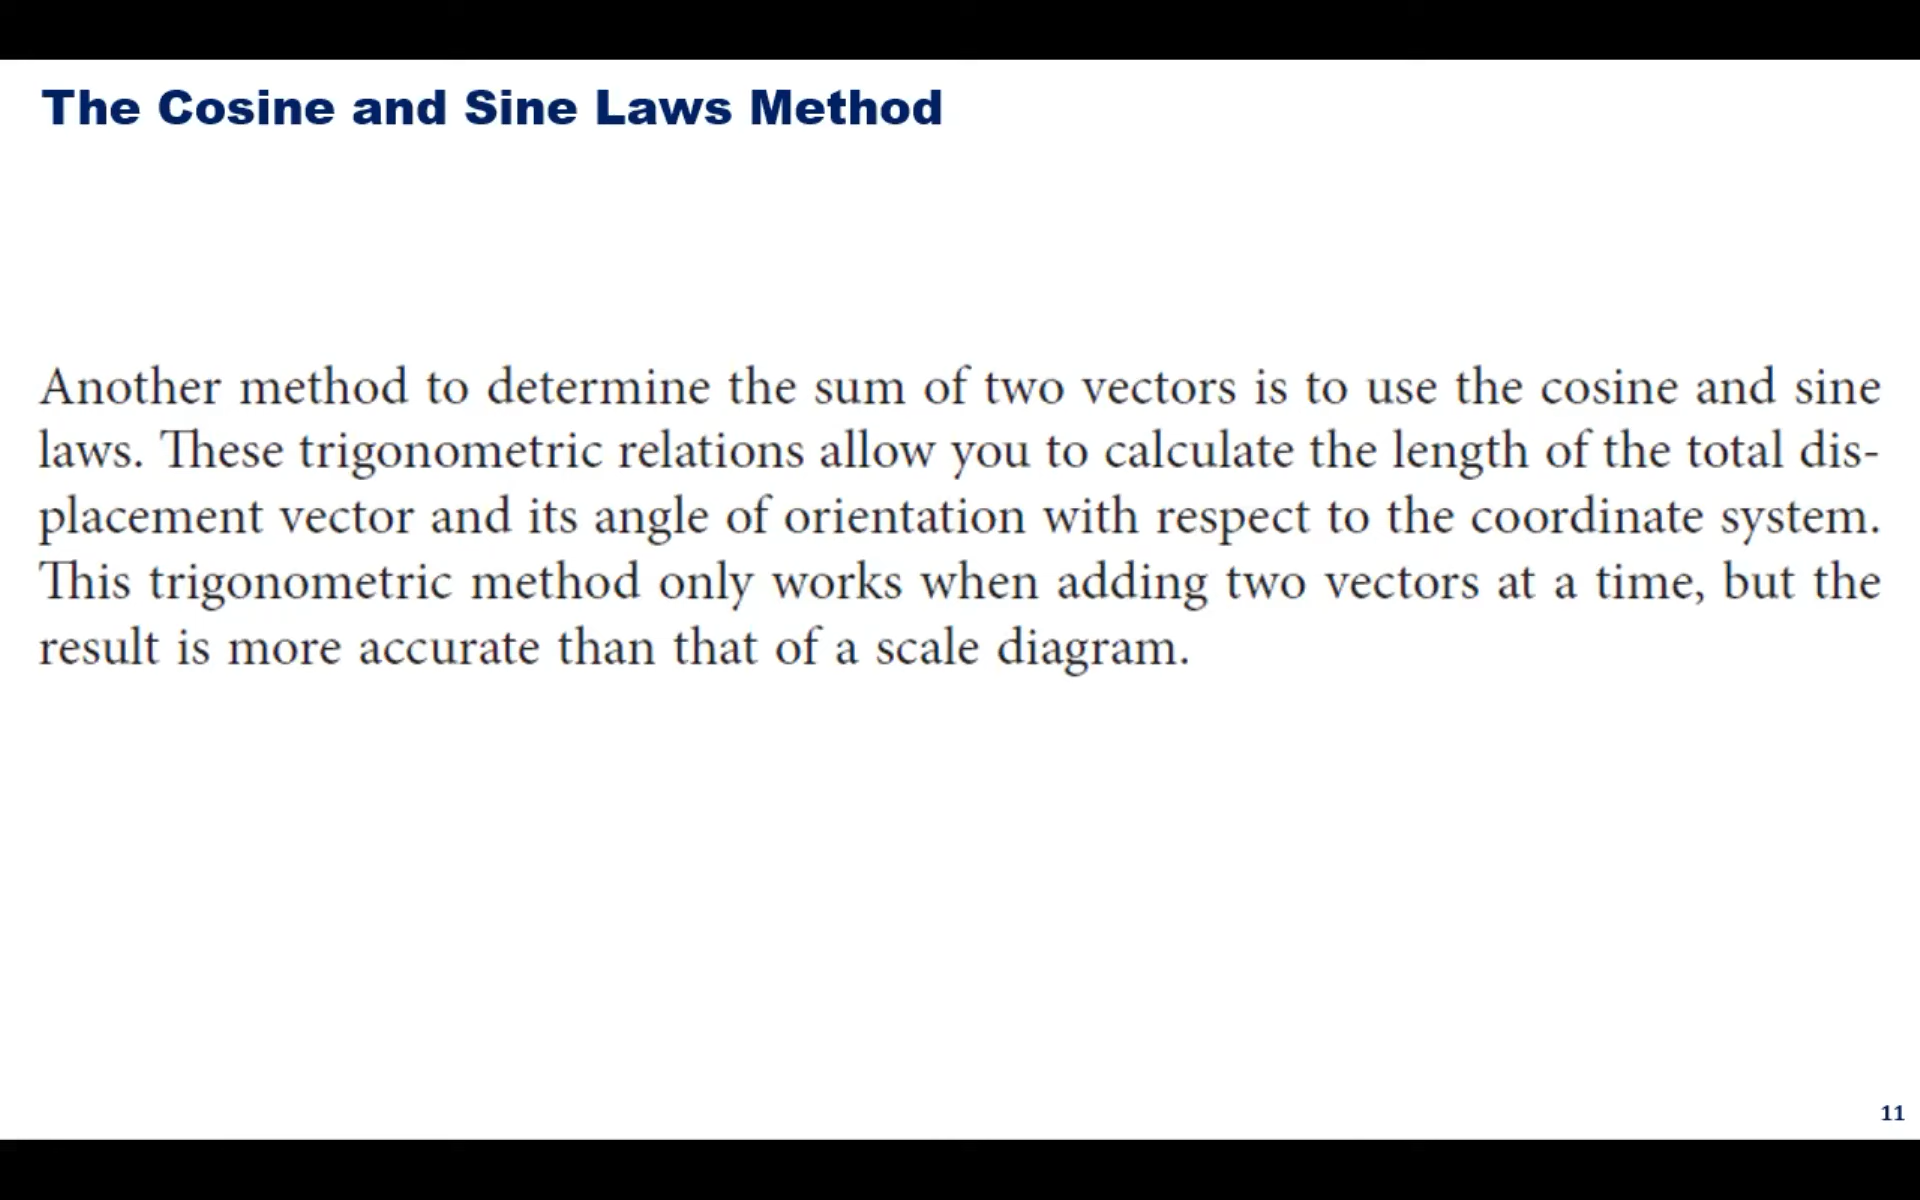 The Cosine and Sine Laws Method
Another method to determine the sum of two vectors is to use the cosine and sine
laws. These trigonometric relations allow you to calculate the length of the total dis-
placement vector and its angle of orientation with respect to the coordinate system.
This trigonometric method only works when adding two vectors at a time, but the
result is more accurate than that of a scale diagram.
11